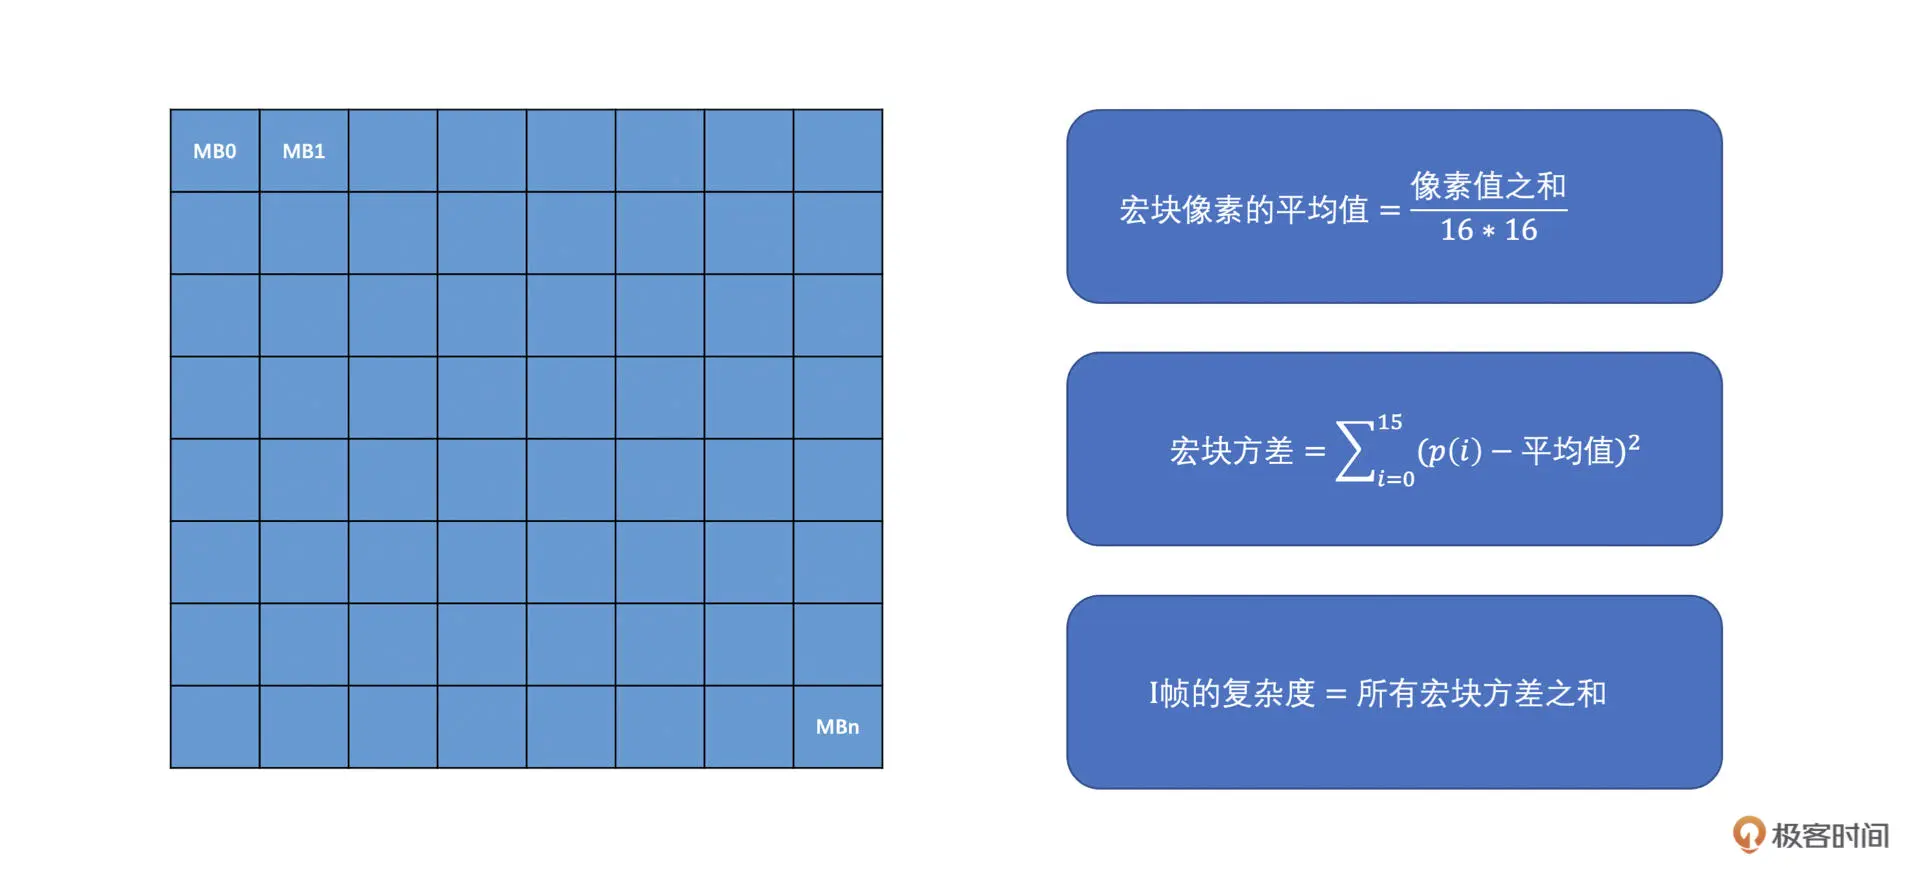 MB0 MB1
MBn
宏块像素的平均值 = 像素值之和 / 16 * 16
宏块方差 = ∑_{i=0}^{15} (p(i) − 平均值)²
I帧的复杂度 = 所有宏块方差之和
极客时间